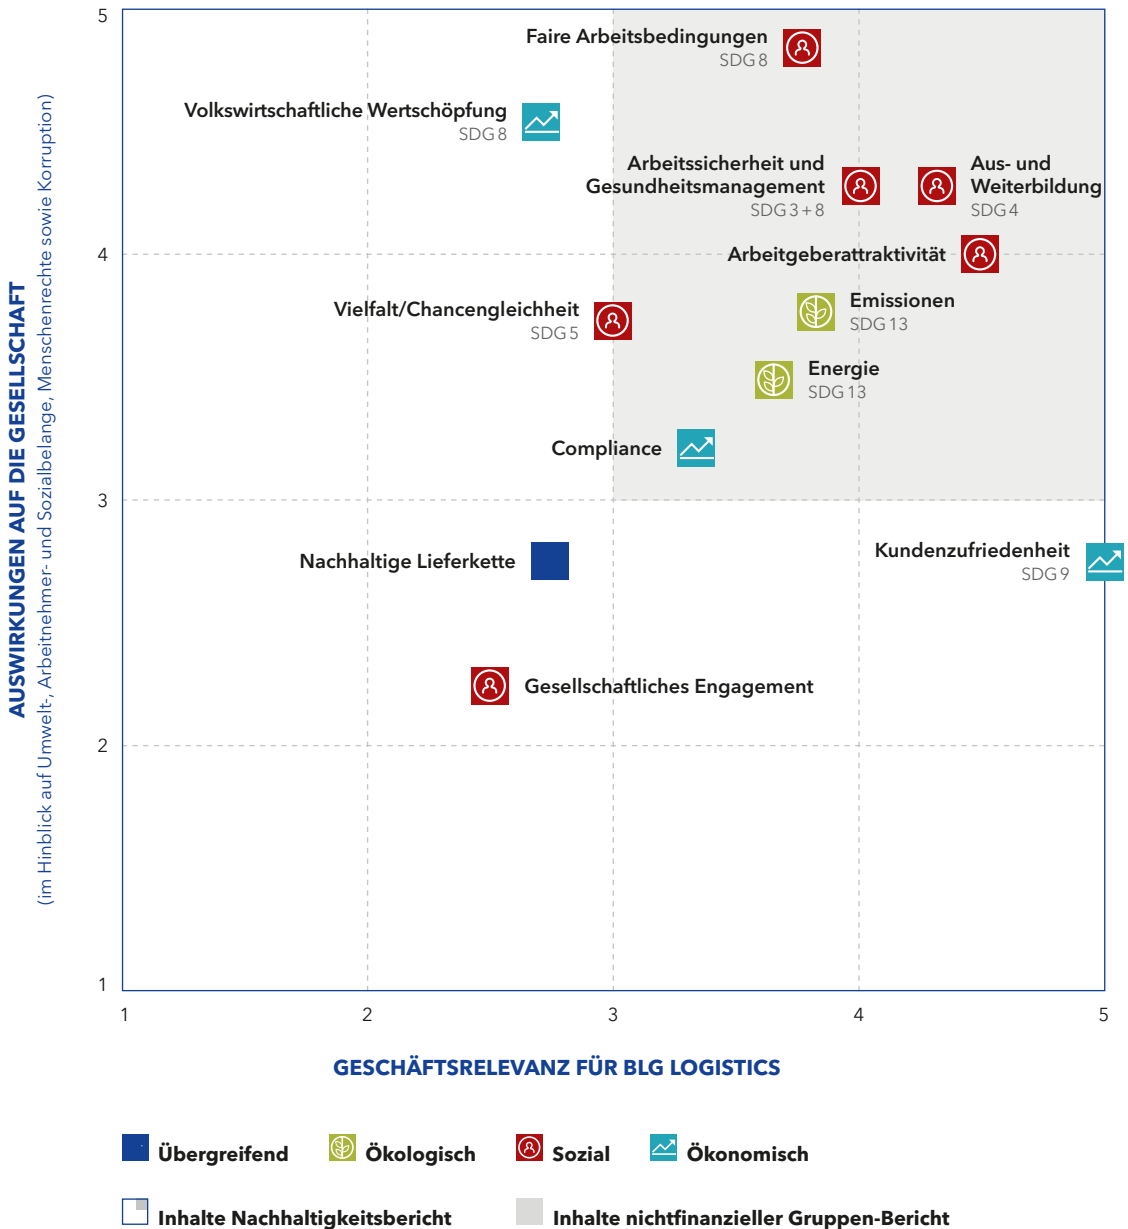 5
Faire Arbeitsbedingungen
SDG 8
Volkswirtschaftliche Wertschöpfung
SDG 8
Arbeitssicherheit und
Gesundheitsmanagement
SDG 3 + 8
Aus- und
Weiterbildung
SDG 4
4
Arbeitgeberattraktivität
Vielfalt/Chancengleichheit
SDG 5
Emissionen
SDG 13
Energie
SDG 13
Compliance
3
Nachhaltige Lieferkette
Kundenzufriedenheit
SDG 9
Gesellschaftliches Engagement
2
1
AUSWIRKUNGEN AUF DIE GESELLSCHAFT
(im Hinblick auf Umwelt-, Arbeitnehmer- und Sozialbelange, Menschenrechte sowie Korruption)
1 2 3 4 5
GESCHÄFTSRELEVANZ FÜR BLG LOGISTICS
Übergreifend Ökologisch Sozial Ökonomisch
Inhalte Nachhaltigkeitsbericht Inhalte nichtfinanzieller Gruppen-Bericht